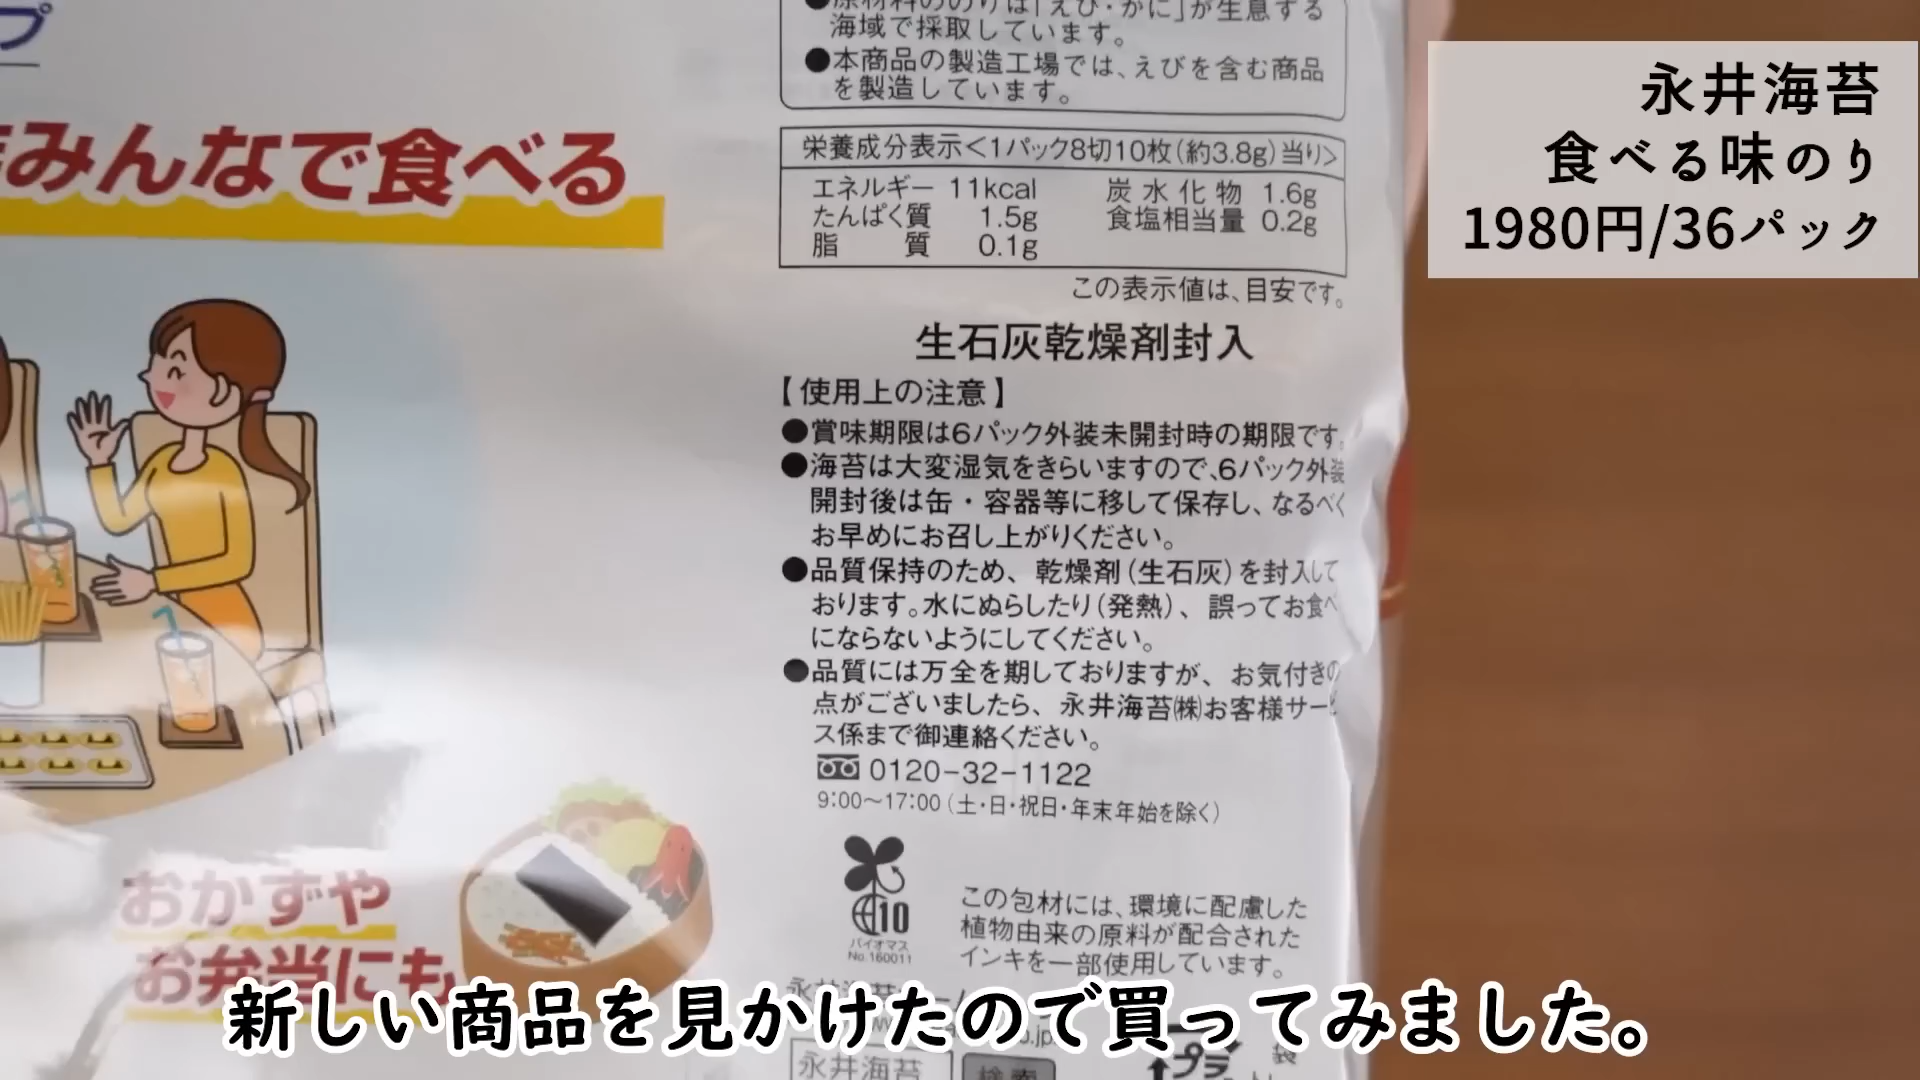 プ
みんなで食べる
おかずや
お弁当にも
海域で採取しています。
●本商品の製造工場では、えびを含む商品
を製造しています。
栄養成分表示<1パック8切10枚(約3.8g)当り>
エネルギー 11kcal 炭水化物 1.6g
たんぱく質 1.5g 食塩相当量 0.2g
脂質 0.1g
この表示値は、目安です。
生石灰乾燥剤封入
【使用上の注意】
●賞味期限は6パック外装未開封時の期限です。
●海苔は大変湿気をきらいますので、6パック外装
開封後は缶・容器等に移して保存し、なるべく
お早めにお召し上がりください。
●品質保持のため、乾燥剤(生石灰)を封入して
おります。水にぬらしたり(発熱)、誤ってお食べ
にならないようにしてください。
●品質には万全を期しておりますが、お気付きの
点がございましたら、永井海苔㈱お客様サービ
ス係まで御連絡ください。
0120-32-1122
9:00〜17:00(土・日・祝日・年末年始を除く)
10
バイオマス
No.160011
この包材には、環境に配慮した
植物由来の原料が配合された
インキを一部使用しています。
永井海苔
検索
プラ
袋
永井海苔
食べる味のり
1980円/36パック
新しい商品を見かけたので買ってみました。